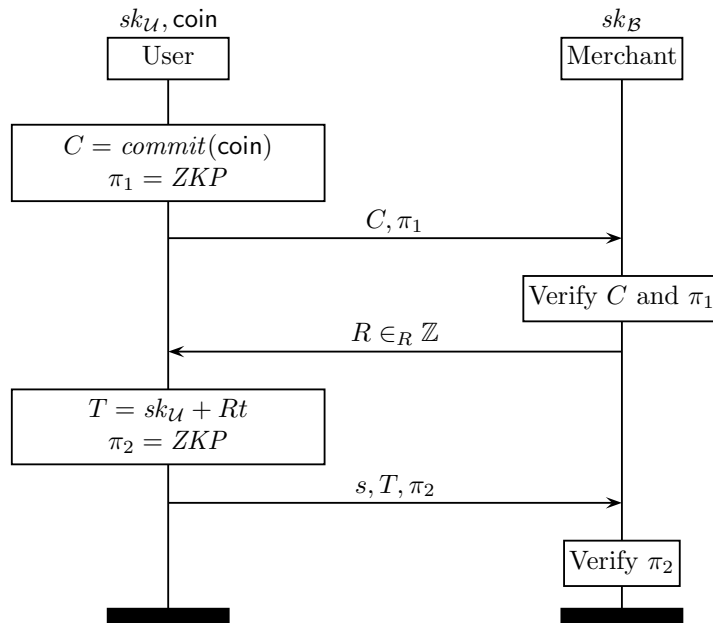 sk_𝒰, coin
sk_ℬ
User
Merchant
C = commit(coin)
π₁ = ZKP
C, π₁
Verify C and π₁
R ∈_R ℤ
T = sk_𝒰 + Rt
π₂ = ZKP
s, T, π₂
Verify π₂